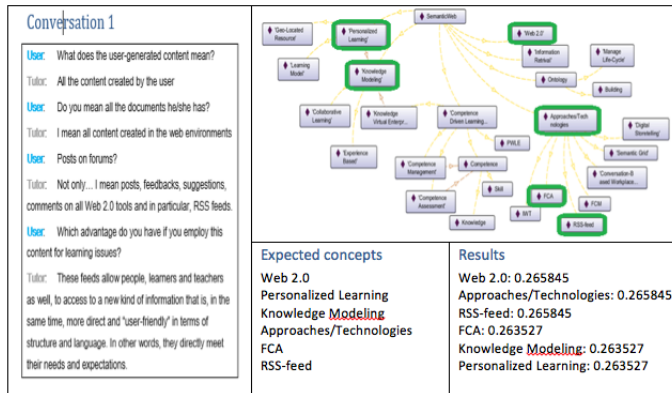 Conversation 1
User: What does the user-generated content mean?
Tutor: All the content created by the user
User: Do you mean all the documents he/she has?
Tutor: I mean all content created in the web environments
User: Posts on forums?
Tutor: Not only... I mean posts, feedbacks, suggestions,
comments on all Web 2.0 tools and in particular, RSS feeds.
User: Which advantage do you have if you employ this
content for learning issues?
Tutor: These feeds allow people, learners and teachers
as well, to access to a new kind of information that is, in the
same time, more direct and "user-friendly" in terms of
structure and language. In other words, they directly meet
their needs and expectations.
SemanticWeb
'Geo-Located
Resource'
'Personalized
Learning'
'Web 2.0'
'Learning
Model'
'Information
Retrieval'
'Manage
Life-Cycle'
'Knowledge
Modeling'
Ontology
Building
'Collaborative
Learning'
'Knowledge
Virtual Enterpr...
'Competence
Driven Learning...
Approaches/Tech
nologies
'Digital
Storytelling'
'Experience
Based'
PWLE
'Semantic Grid'
'Competence
Management'
Competence
'Conversation-B
ased Workplace...
Skill
FCA
FCM
'Competence
Assessment'
IWT
Knowledge
RSS-feed
Expected concepts
Web 2.0
Personalized Learning
Knowledge Modeling
Approaches/Technologies
FCA
RSS-feed
Results
Web 2.0: 0.265845
Approaches/Technologies: 0.265845
RSS-feed: 0.265845
FCA: 0.263527
Knowledge Modeling: 0.263527
Personalized Learning: 0.263527